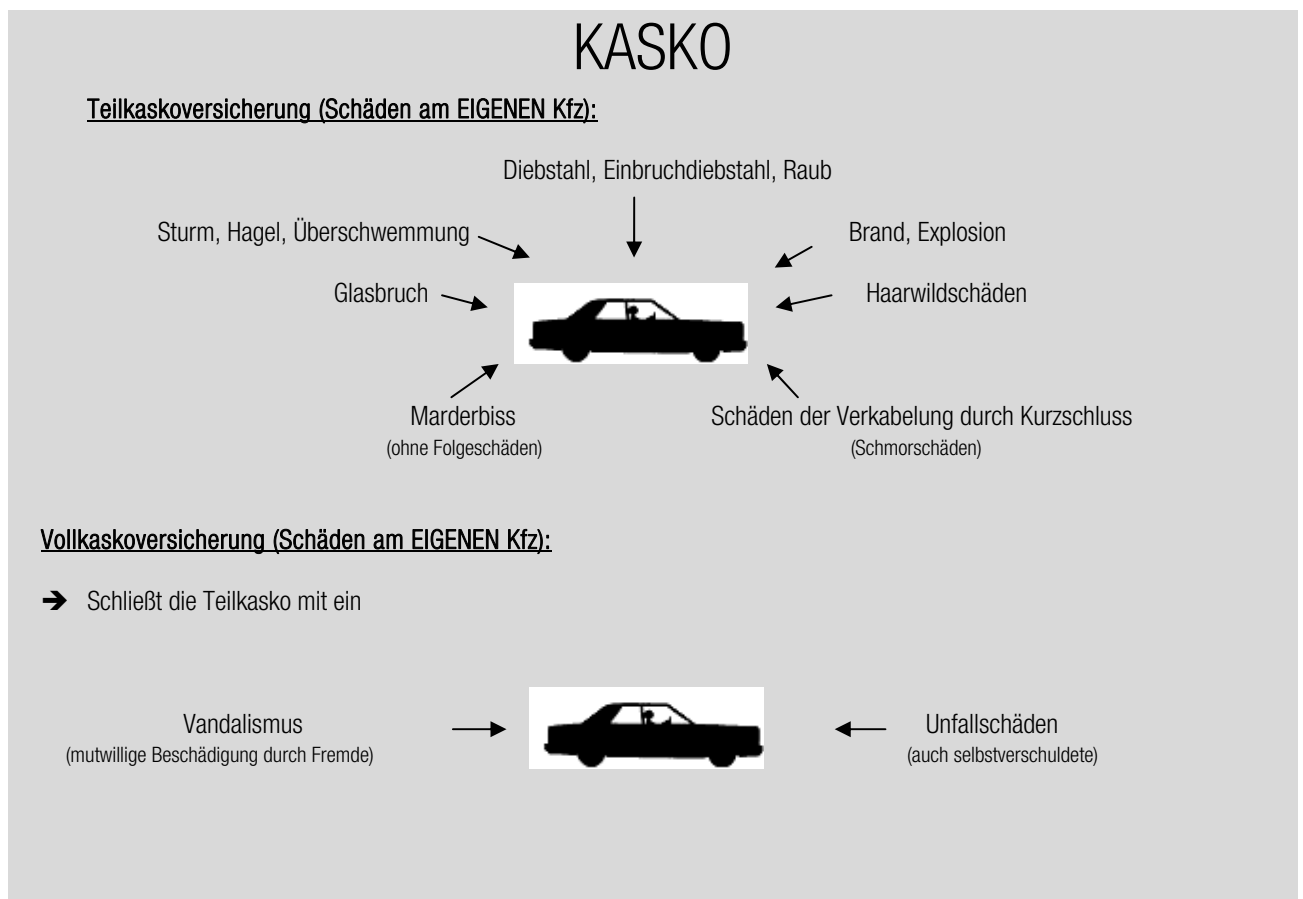 KASKO
Teilkaskoversicherung (Schäden am EIGENEN Kfz):
Diebstahl, Einbruchdiebstahl, Raub
Sturm, Hagel, Überschwemmung
Brand, Explosion
Glasbruch
Haarwildschäden
Marderbiss
(ohne Folgeschäden)
Schäden der Verkabelung durch Kurzschluss
(Schmorschäden)
Vollkaskoversicherung (Schäden am EIGENEN Kfz):
➔ Schließt die Teilkasko mit ein
Vandalismus
(mutwillige Beschädigung durch Fremde)
Unfallschäden
(auch selbstverschuldete)